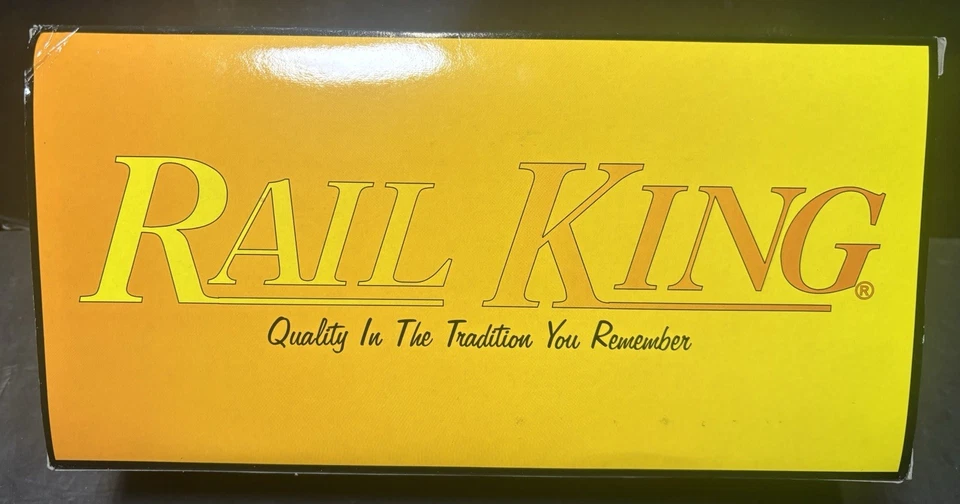 RAIL KING®
Quality In The Tradition You Remember